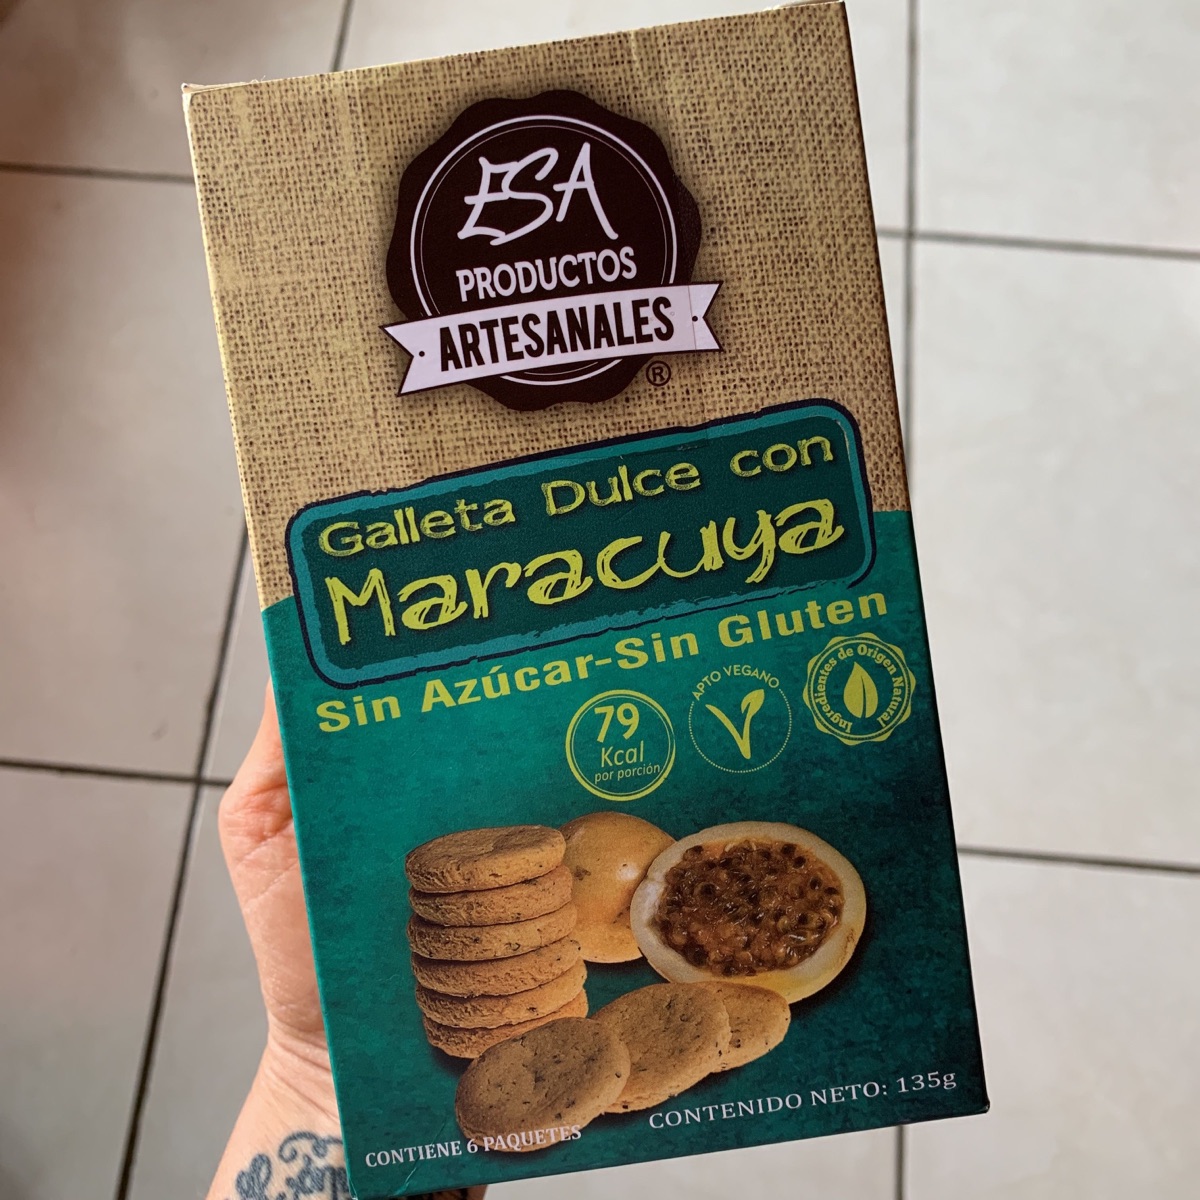 ESA
PRODUCTOS
· ARTESANALES ·
®
Galleta Dulce con
Maracuya
Sin Azúcar-Sin Gluten
79
Kcal
por porción
APTO VEGANO
Ingredientes de Origen Natural
CONTIENE 6 PAQUETES
CONTENIDO NETO: 135g